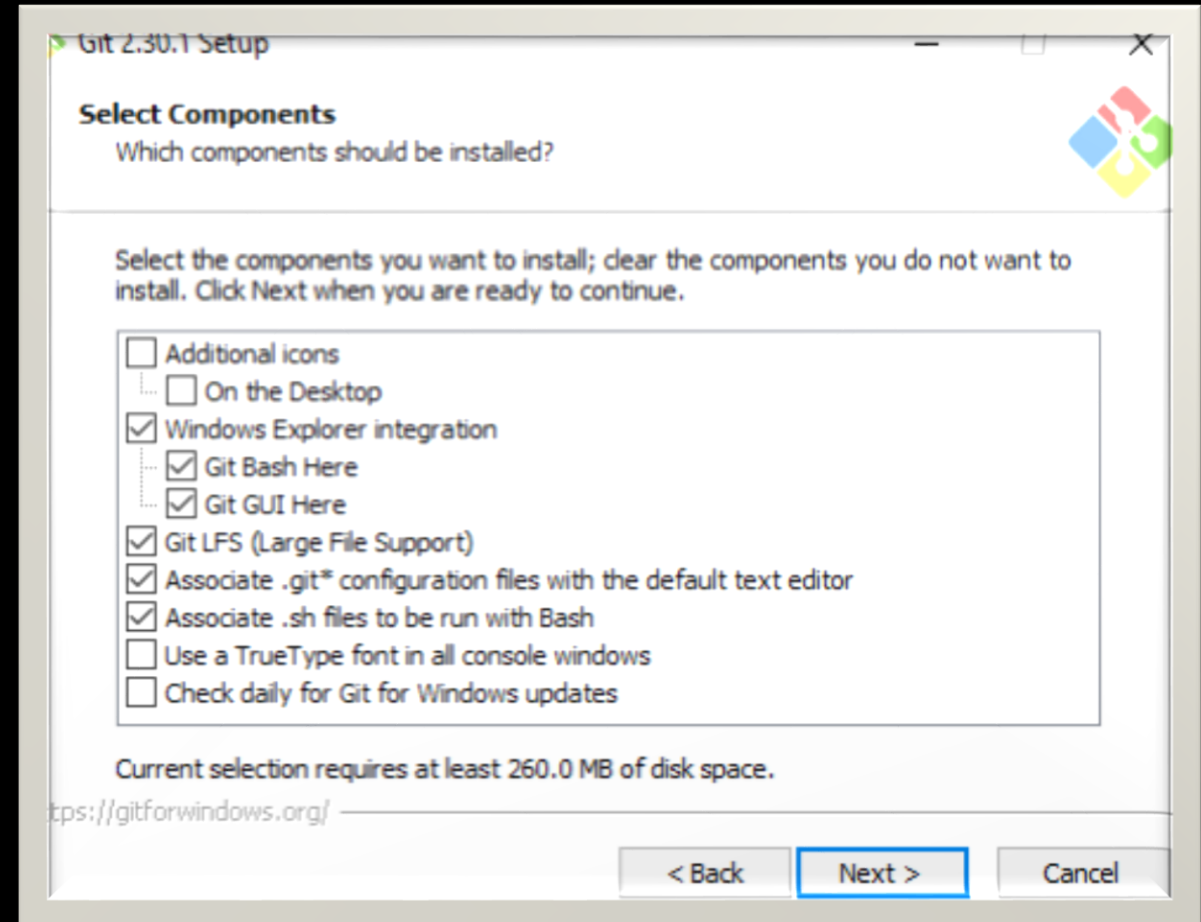 Git 2.30.1 Setup
Select Components
Which components should be installed?
Select the components you want to install; clear the components you do not want to
install. Click Next when you are ready to continue.
Additional icons
On the Desktop
Windows Explorer integration
Git Bash Here
Git GUI Here
Git LFS (Large File Support)
Associate .git* configuration files with the default text editor
Associate .sh files to be run with Bash
Use a TrueType font in all console windows
Check daily for Git for Windows updates
Current selection requires at least 260.0 MB of disk space.
tps://gitforwindows.org/
< Back Next > Cancel